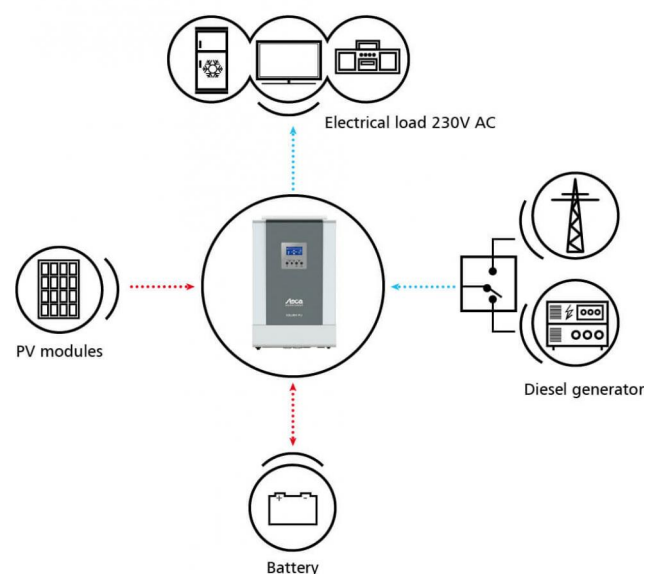 Electrical load 230V AC
Steca
PV modules
Diesel generator
Battery